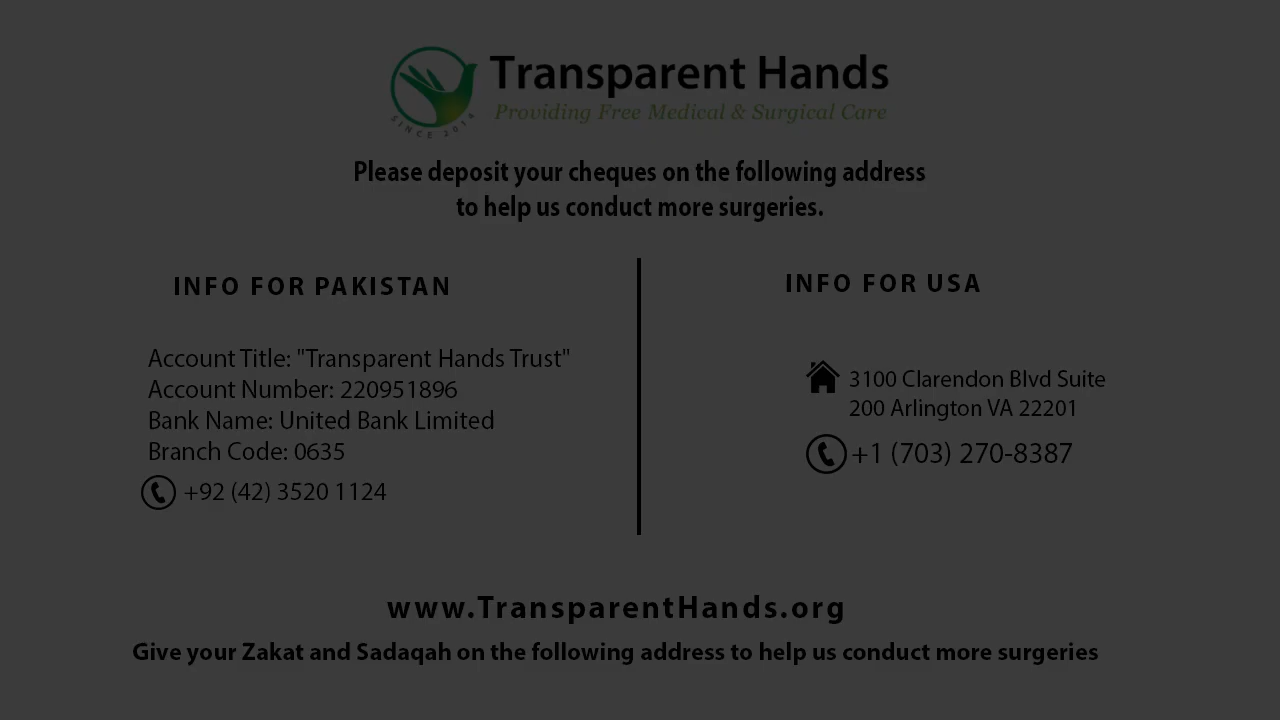 Transparent Hands
Providing Free Medical & Surgical Care
SINCE 2014
Please deposit your cheques on the following address
to help us conduct more surgeries.
INFO FOR PAKISTAN
Account Title: "Transparent Hands Trust"
Account Number: 220951896
Bank Name: United Bank Limited
Branch Code: 0635
+92 (42) 3520 1124
INFO FOR USA
3100 Clarendon Blvd Suite
200 Arlington VA 22201
+1 (703) 270-8387
www.TransparentHands.org
Give your Zakat and Sadaqah on the following address to help us conduct more surgeries